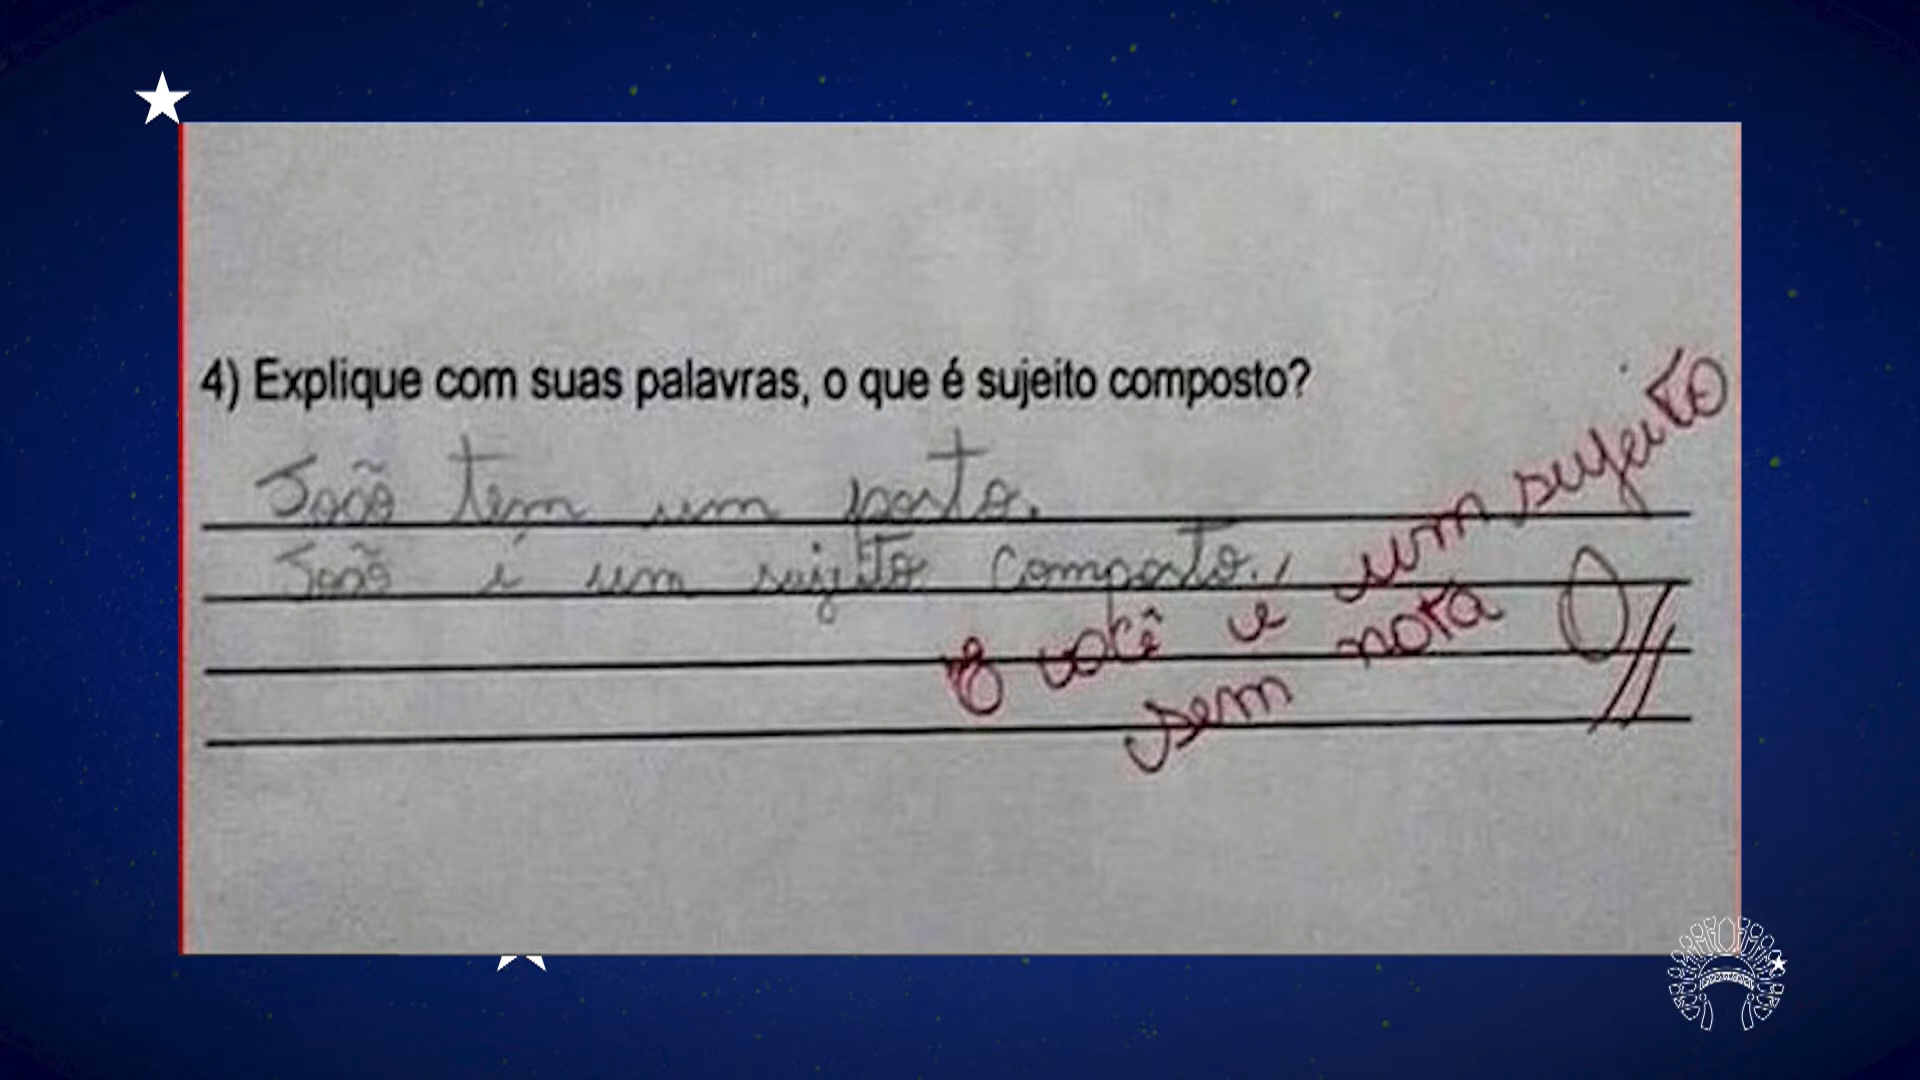 4) Explique com suas palavras, o que é sujeito composto?
João tem um posto.
João é um sujeito composto.
E você é um sujeito
sem nota 0